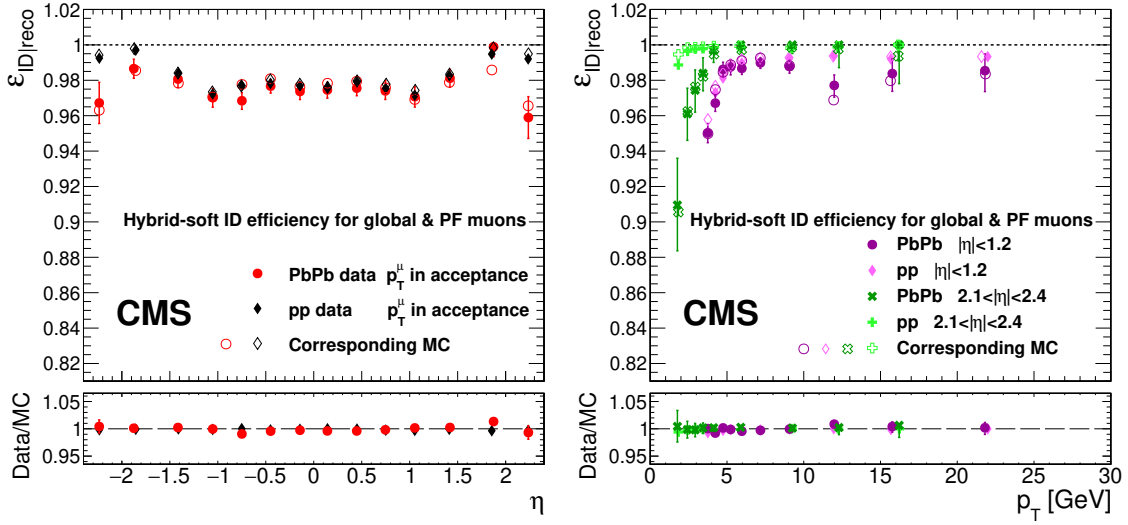 1.02
1
0.98
0.96
0.94
0.92
0.9
0.88
0.86
0.84
0.82
ε_ID|reco
Hybrid-soft ID efficiency for global & PF muons
PbPb data p_T^μ in acceptance
pp data p_T^μ in acceptance
Corresponding MC
CMS
1.05
1
0.95
Data/MC
−2 −1.5 −1 −0.5 0 0.5 1 1.5 2
η
1.02
1
0.98
0.96
0.94
0.92
0.9
0.88
0.86
0.84
0.82
ε_ID|reco
Hybrid-soft ID efficiency for global & PF muons
PbPb |η|<1.2
pp |η|<1.2
PbPb 2.1<|η|<2.4
pp 2.1<|η|<2.4
Corresponding MC
CMS
1.05
1
0.95
Data/MC
0 5 10 15 20 25 30
p_T [GeV]